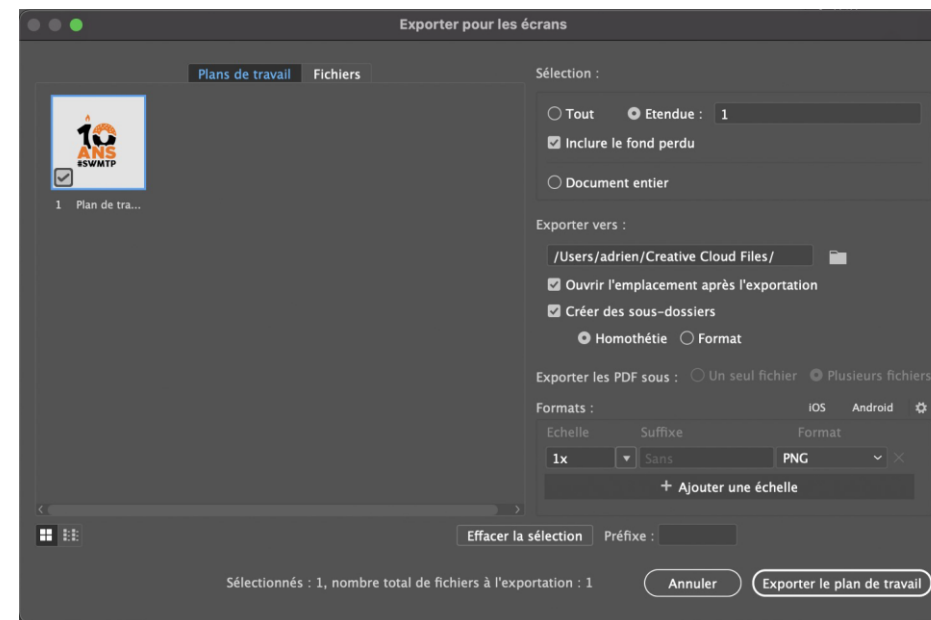 Exporter pour les écrans
Plans de travail Fichiers
10
ANS
#SWMTP
1 Plan de tra...
Sélection :
Tout Etendue : 1
Inclure le fond perdu
Document entier
Exporter vers :
/Users/adrien/Creative Cloud Files/
Ouvrir l'emplacement après l'exportation
Créer des sous-dossiers
Homothétie Format
Exporter les PDF sous : Un seul fichier Plusieurs fichiers
Formats : iOS Android
Echelle Suffixe Format
1x Sans PNG
+ Ajouter une échelle
Effacer la sélection Préfixe :
Sélectionnés : 1, nombre total de fichiers à l'exportation : 1
Annuler Exporter le plan de travail